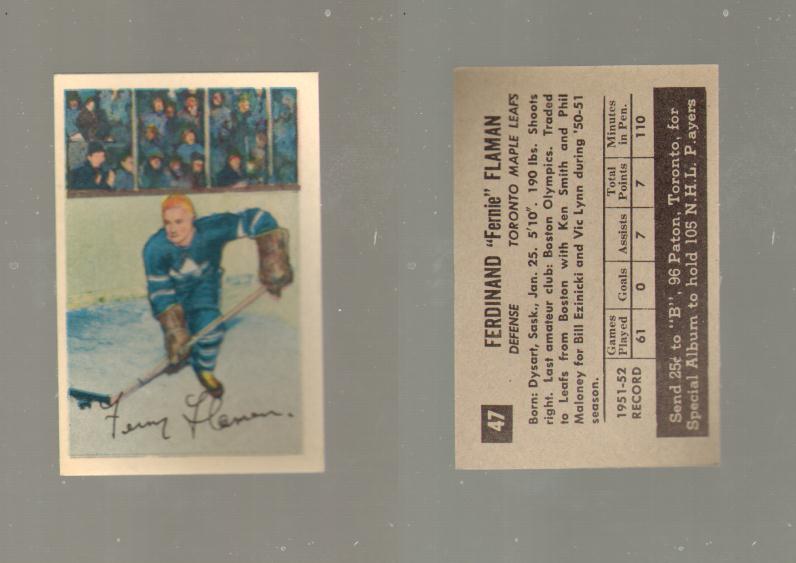 Ferny Flaman.
47
FERDINAND "Fernie" FLAMAN
DEFENSE TORONTO MAPLE LEAFS
Born: Dysart, Sask., Jan. 25. 5'10". 190 lbs. Shoots
right. Last amateur club: Boston Olympics. Traded
to Leafs from Boston with Ken Smith and Phil
Maloney for Bill Ezinicki and Vic Lynn during '50-51
season.
1951-52 RECORD
Games Played Goals Assists Total Points Minutes in Pen.
61 0 7 7 110
Send 25¢ to "B", 96 Paton, Toronto, for
Special Album to hold 105 N.H.L. Players